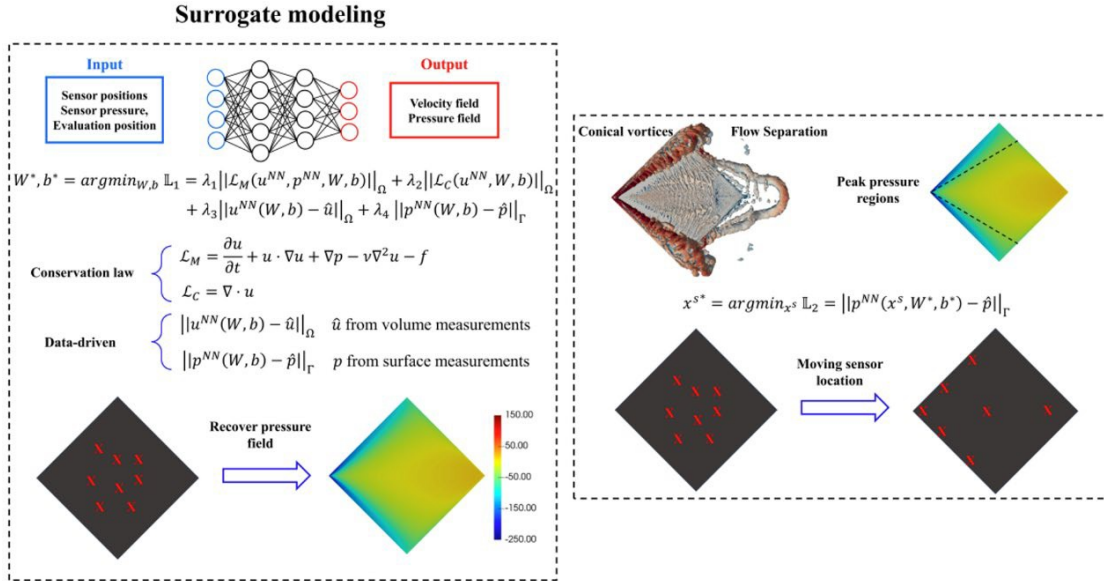 Surrogate modeling
Input
Sensor positions
Sensor pressure,
Evaluation position
Output
Velocity field
Pressure field
W*, b* = argmin_{W,b} 𝕃₁ = λ₁||ℒ_M(u^{NN}, p^{NN}, W, b)||_Ω + λ₂||ℒ_C(u^{NN}, W, b)||_Ω
+ λ₃||u^{NN}(W, b) − û||_Ω + λ₄ ||p^{NN}(W, b) − p̂||_Γ
Conservation law
ℒ_M = ∂u/∂t + u · ∇u + ∇p − ν∇²u − f
ℒ_C = ∇ · u
Data-driven
||u^{NN}(W, b) − û||_Ω û from volume measurements
||p^{NN}(W, b) − p̂||_Γ p from surface measurements
X X X X X X X X
Recover pressure
field
150.00
50.00
-50.00
-150.00
-250.00
Conical vortices
Flow Separation
Peak pressure
regions
x^{s*} = argmin_{x^s} 𝕃₂ = ||p^{NN}(x^s, W*, b*) − p̂||_Γ
X X X X X X X X
Moving sensor
location
X X X X X X X